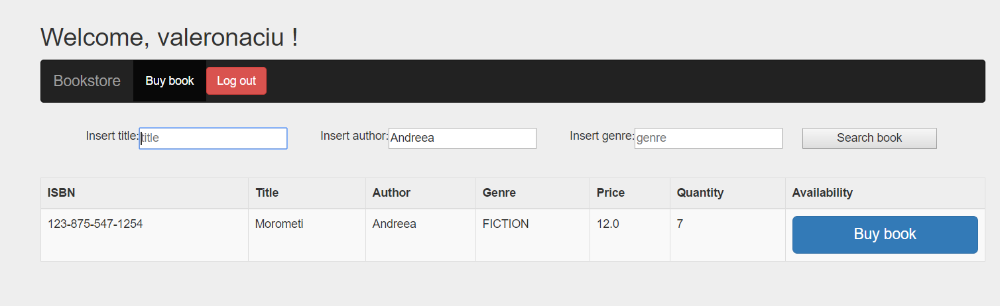 Welcome, valeronaciu !
Bookstore Buy book Log out
Insert title: title Insert author: Andreea Insert genre: genre Search book
ISBN Title Author Genre Price Quantity Availability
123-875-547-1254 Morometi Andreea FICTION 12.0 7 Buy book